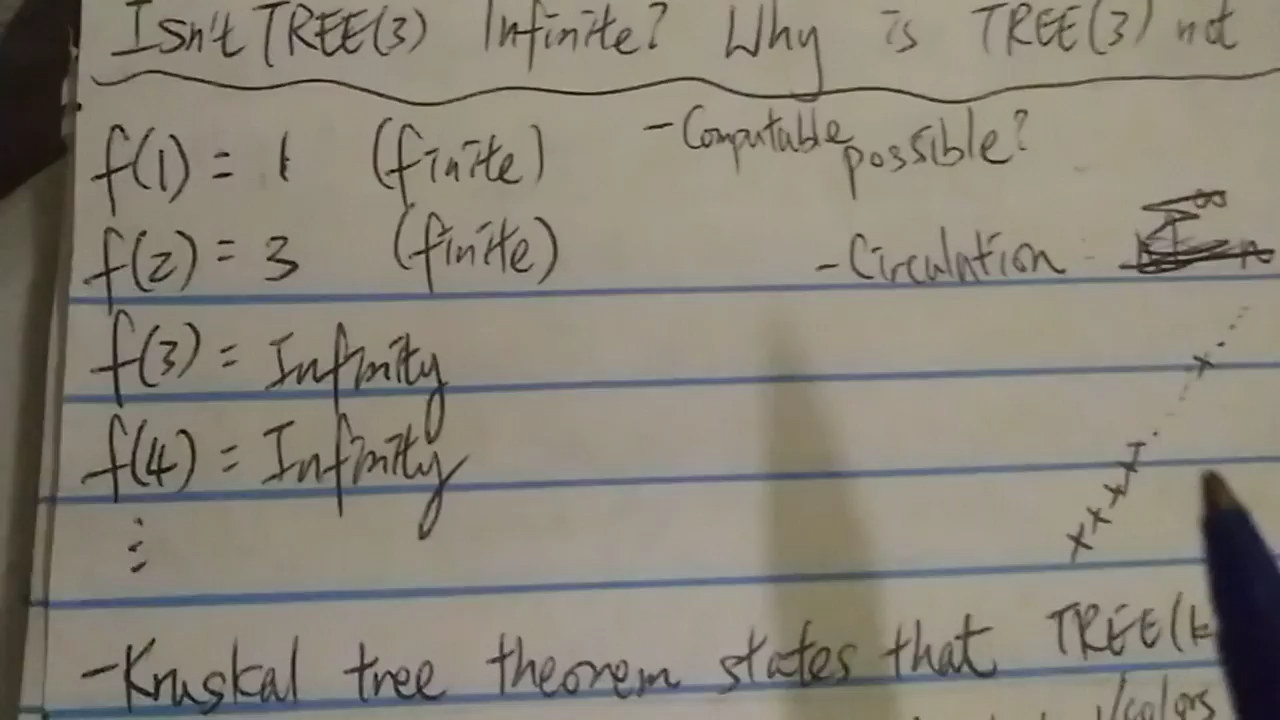 Isn't TREE(3) Infinite? Why is TREE(3) not
f(1) = 1 (finite) - Computable possible?
f(2) = 3 (finite) - Circulation
f(3) = Infinity
f(4) = Infinity
⋮
- Kruskal tree theorem states that TREE(k
/colors